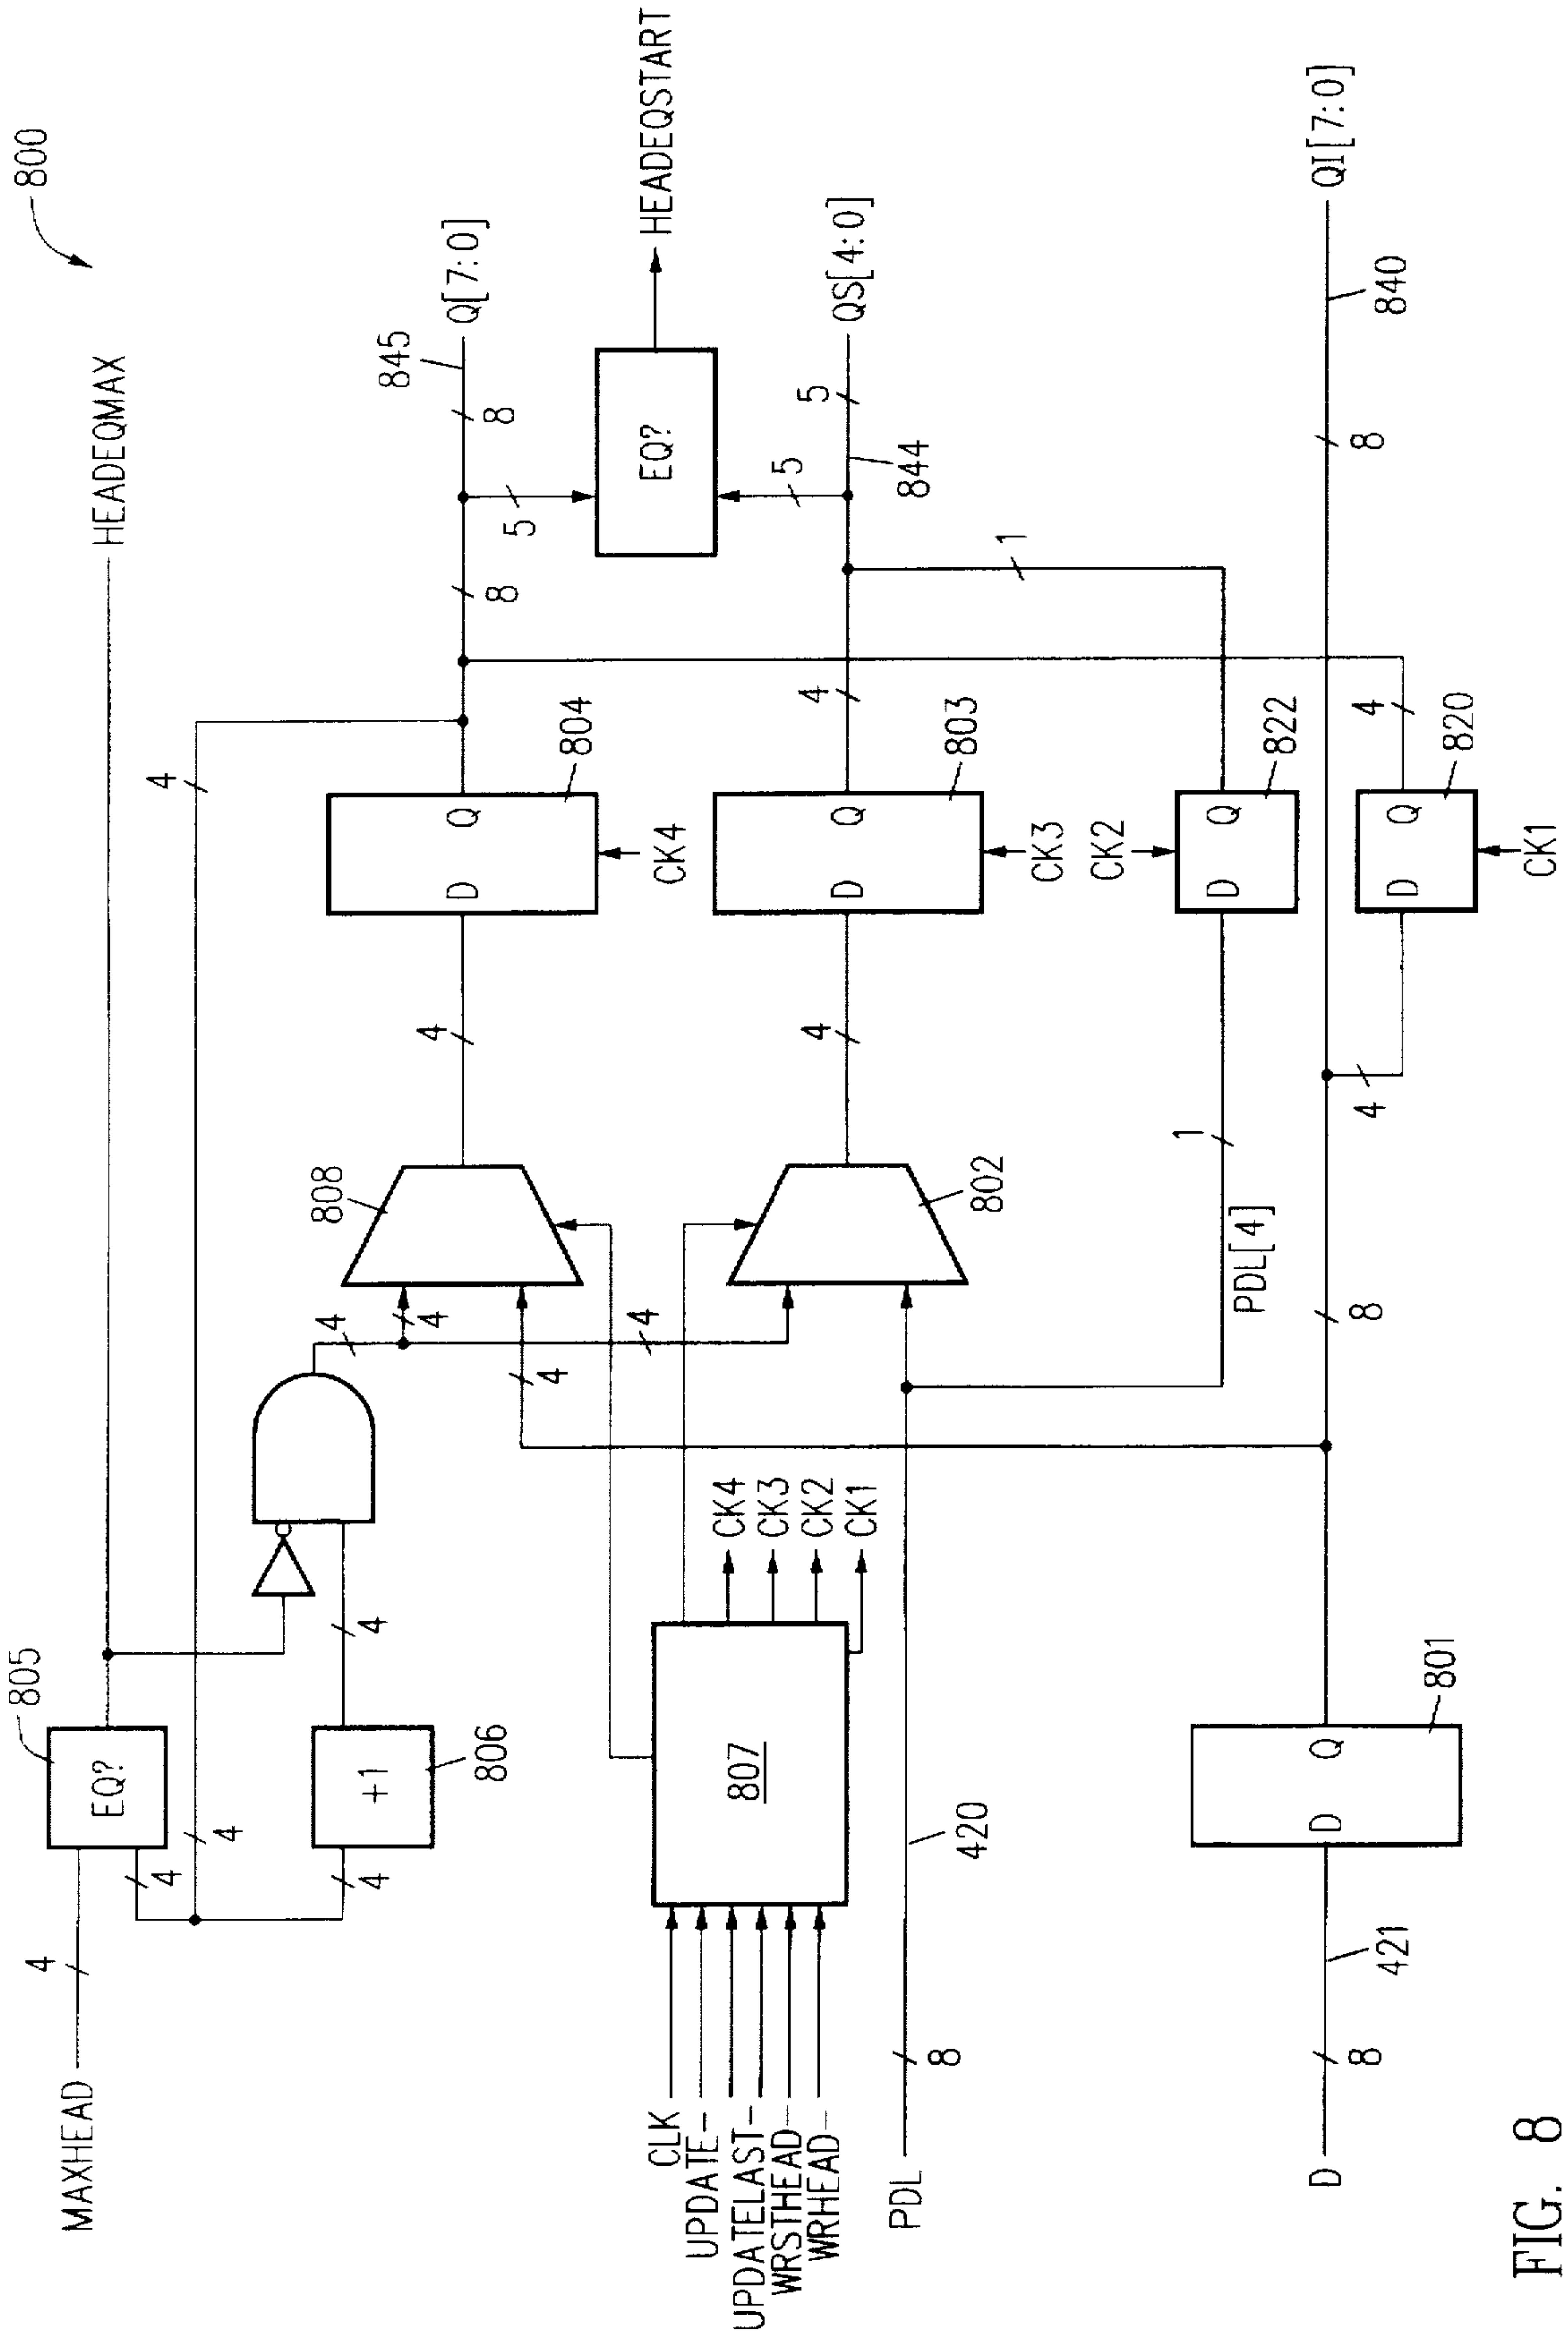 800
HEADEQMAX
MAXHEAD
4
805
EQ?
4
4
4
4
806
+1
4
4
4
4
4
808
4
D Q
804
CK4
8
8
845
Q[7:0]
5
EQ?
HEADEQSTART
5
CLK
UPDATE-
UPDATELAST-
WRSTHEAD-
WRHEAD-
807
CK4
CK3
CK2
CK1
802
4
D Q
803
CK3
4
844
5
QS[4:0]
PDL
8
420
PDL[4]
1
CK2
D Q
822
1
D
8
421
D Q
801
8
4
D Q
820
CK1
4
8
840
QI[7:0]
FIG. 8